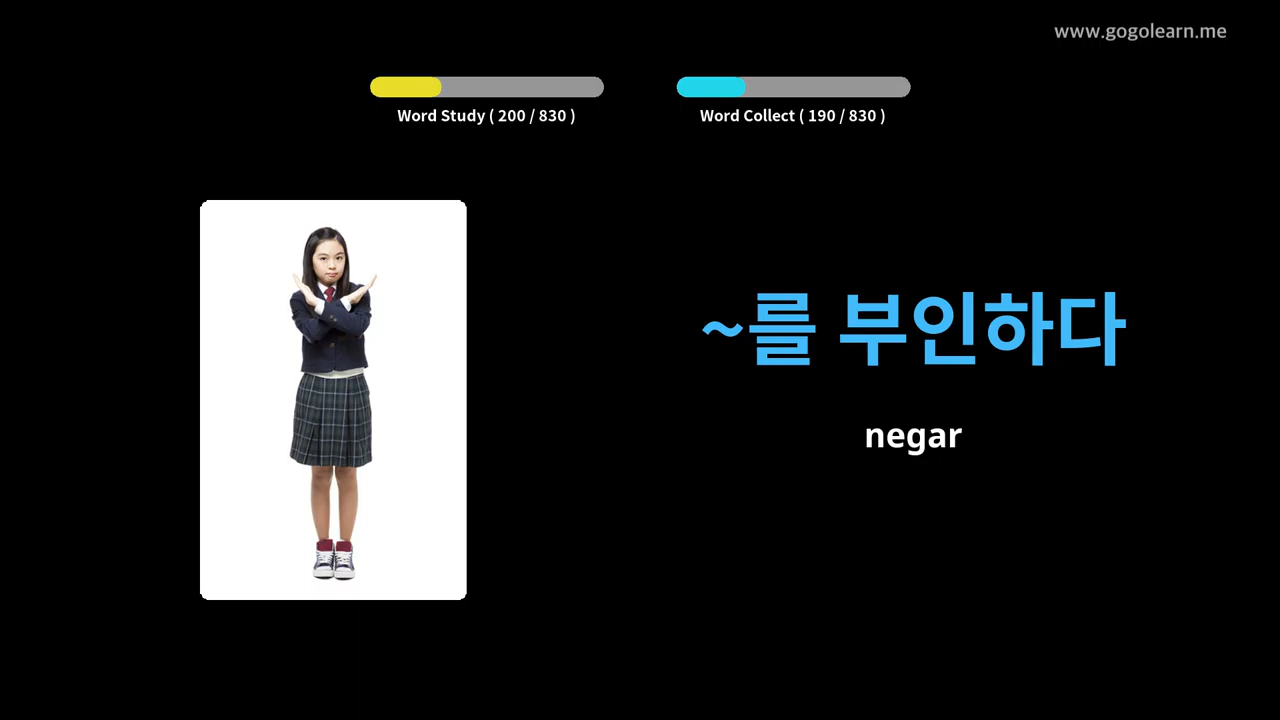 www.gogolearn.me
Word Study ( 200 / 830 )
Word Collect ( 190 / 830 )
~를 부인하다
negar